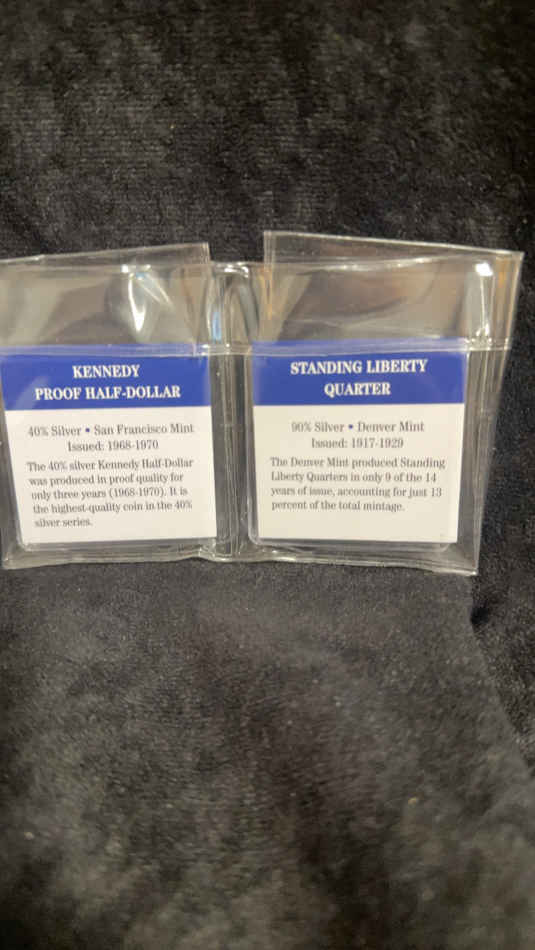 KENNEDY
PROOF HALF-DOLLAR
40% Silver • San Francisco Mint
Issued: 1968-1970
The 40% silver Kennedy Half-Dollar
was produced in proof quality for
only three years (1968-1970). It is
the highest-quality coin in the 40%
silver series.
STANDING LIBERTY
QUARTER
90% Silver • Denver Mint
Issued: 1917-1929
The Denver Mint produced Standing
Liberty Quarters in only 9 of the 14
years of issue, accounting for just 13
percent of the total mintage.